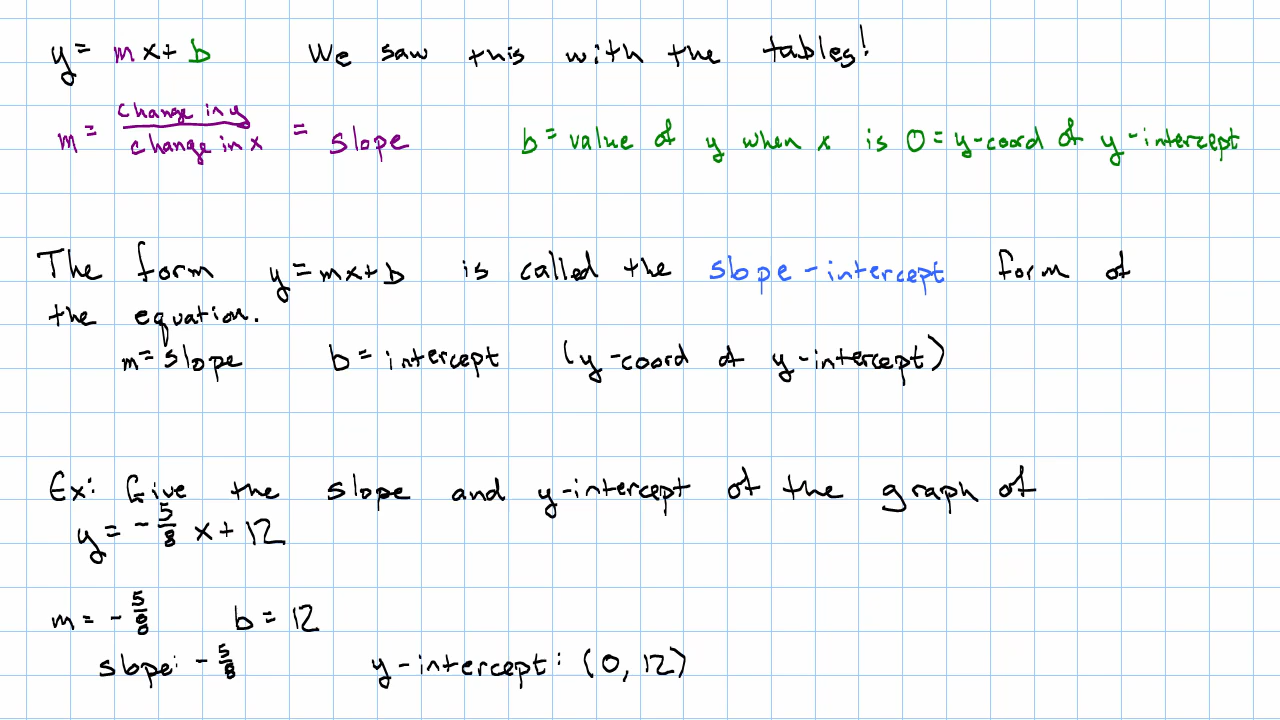 y = mx + b We saw this with the tables!
m = change in y / change in x = slope b = value of y when x is 0 = y-coord of y-intercept
The form y = mx + b is called the slope-intercept form of
the equation.
m = slope b = intercept (y-coord of y-intercept)
Ex: Give the slope and y-intercept of the graph of
y = -5/8 x + 12
m = -5/8 b = 12
slope: -5/8 y-intercept: (0, 12)